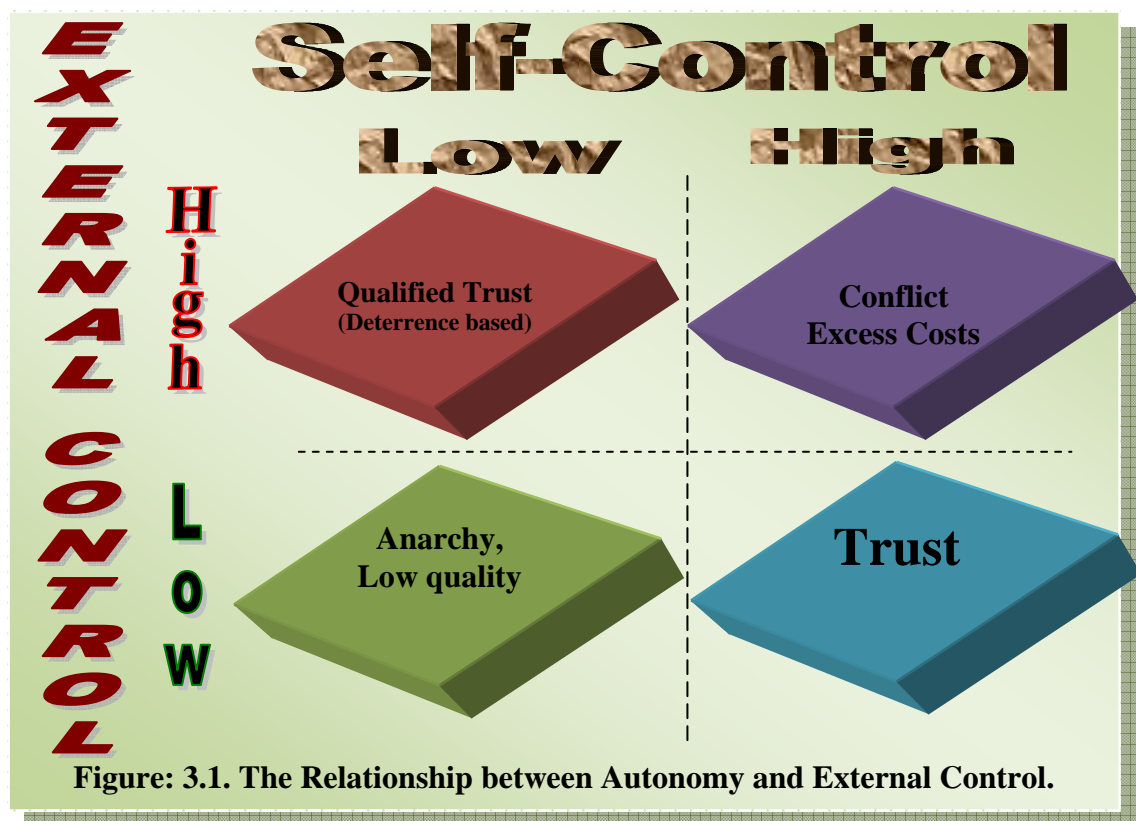 Self-Control
Low High
EXTERNAL CONTROL
High
Qualified Trust
(Deterrence based)
Conflict
Excess Costs
Low
Anarchy,
Low quality
Trust
Figure: 3.1. The Relationship between Autonomy and External Control.